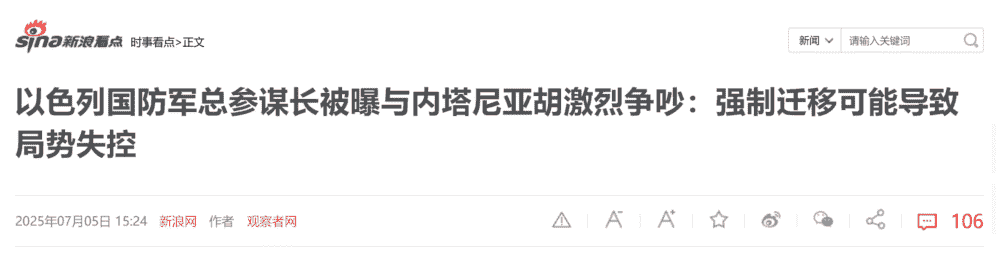 sina新浪看点 时事看点>正文 新闻 请输入关键词
以色列国防军总参谋长被曝与内塔尼亚胡激烈争吵：强制迁移可能导致
局势失控
2025年07月05日 15:24 新浪网 作者 观察者网 A- A+ 106